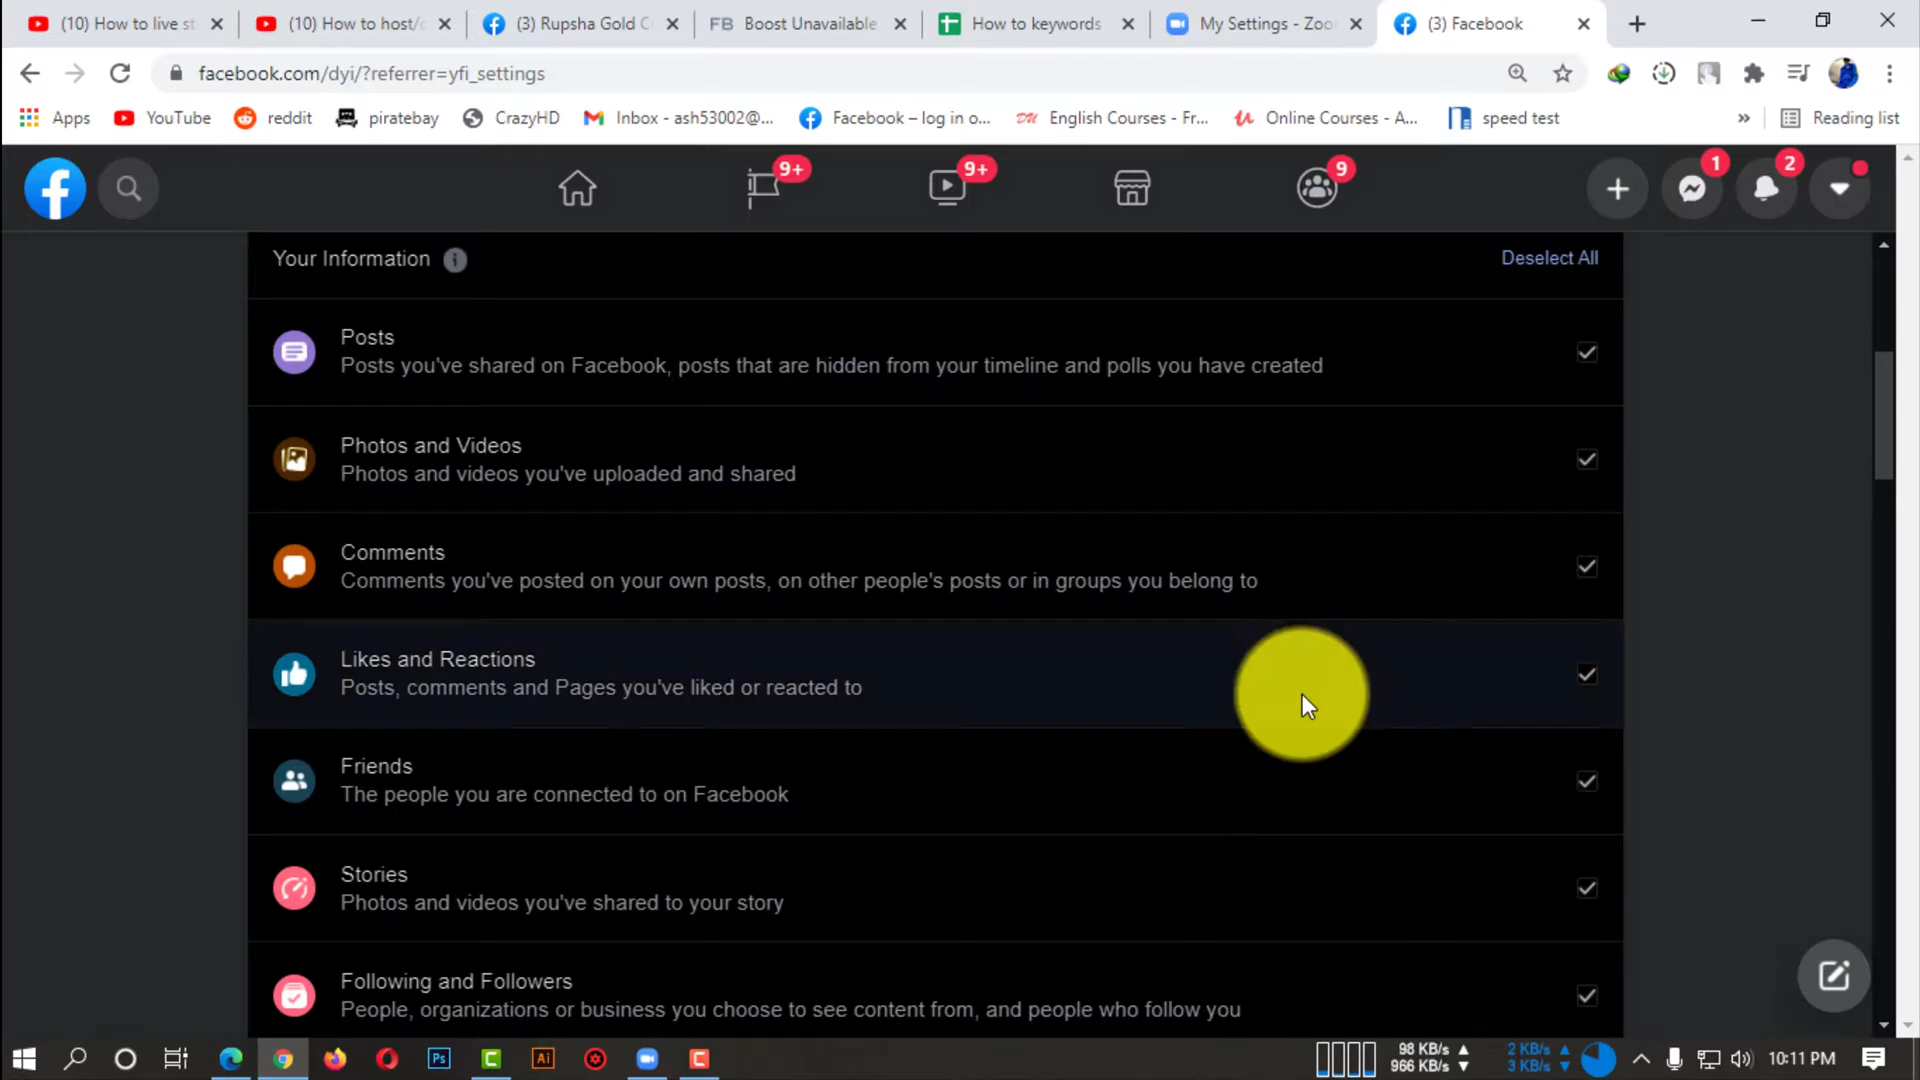 (10) How to live st
(10) How to host/c
(3) Rupsha Gold C
FB Boost Unavailable
How to keywords
My Settings - Zoo
(3) Facebook
facebook.com/dyi/?referrer=yfi_settings
Apps
YouTube
reddit
piratebay
CrazyHD
Inbox - ash53002@...
Facebook – log in o...
DU English Courses - Fr...
Online Courses - A...
speed test
»
Reading list
9+
9+
9
1
2
Your Information
Deselect All
Posts
Posts you've shared on Facebook, posts that are hidden from your timeline and polls you have created
Photos and Videos
Photos and videos you've uploaded and shared
Comments
Comments you've posted on your own posts, on other people's posts or in groups you belong to
Likes and Reactions
Posts, comments and Pages you've liked or reacted to
Friends
The people you are connected to on Facebook
Stories
Photos and videos you've shared to your story
Following and Followers
People, organizations or business you choose to see content from, and people who follow you
Ps
Ai
98 KB/s
966 KB/s
2 KB/s
3 KB/s
10:11 PM